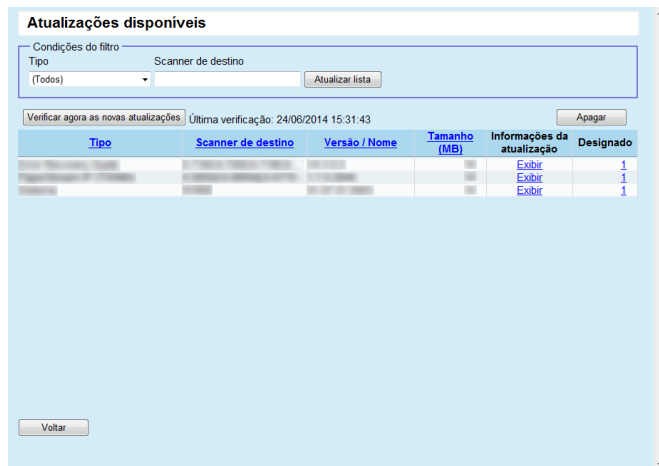 Atualizações disponíveis
Condições do filtro
Tipo Scanner de destino
(Todos) Atualizar lista
Verificar agora as novas atualizações Última verificação: 24/06/2014 15:31:43 Apagar
Tipo Scanner de destino Versão / Nome Tamanho (MB) Informações da atualização Designado
Exibir 1
Exibir 1
Exibir 1
Voltar